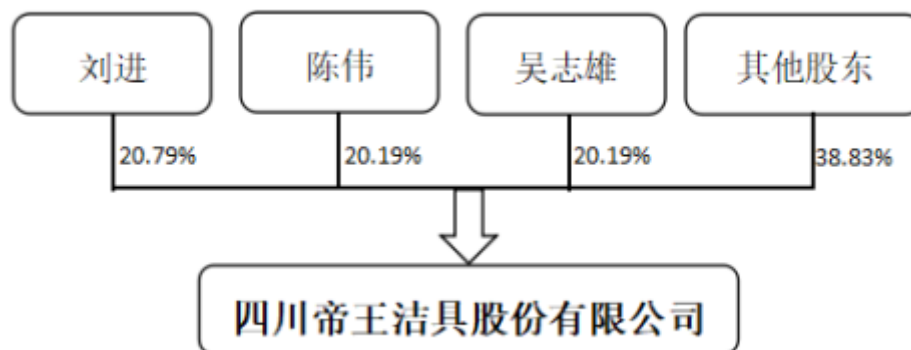 刘进
陈伟
吴志雄
其他股东
20.79%
20.19%
20.19%
38.83%
四川帝王洁具股份有限公司